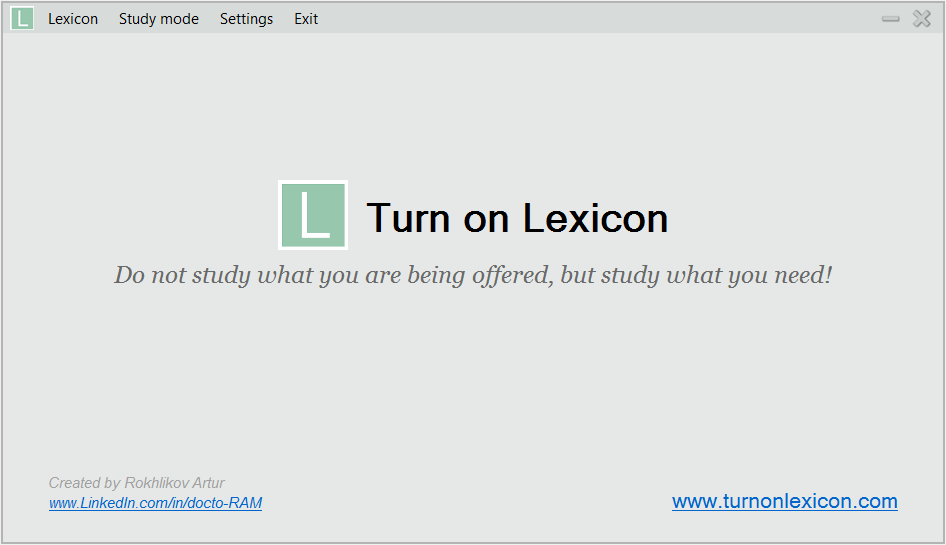 L Lexicon Study mode Settings Exit
L Turn on Lexicon
Do not study what you are being offered, but study what you need!
Created by Rokhlikov Artur
www.LinkedIn.com/in/docto-RAM
www.turnonlexicon.com